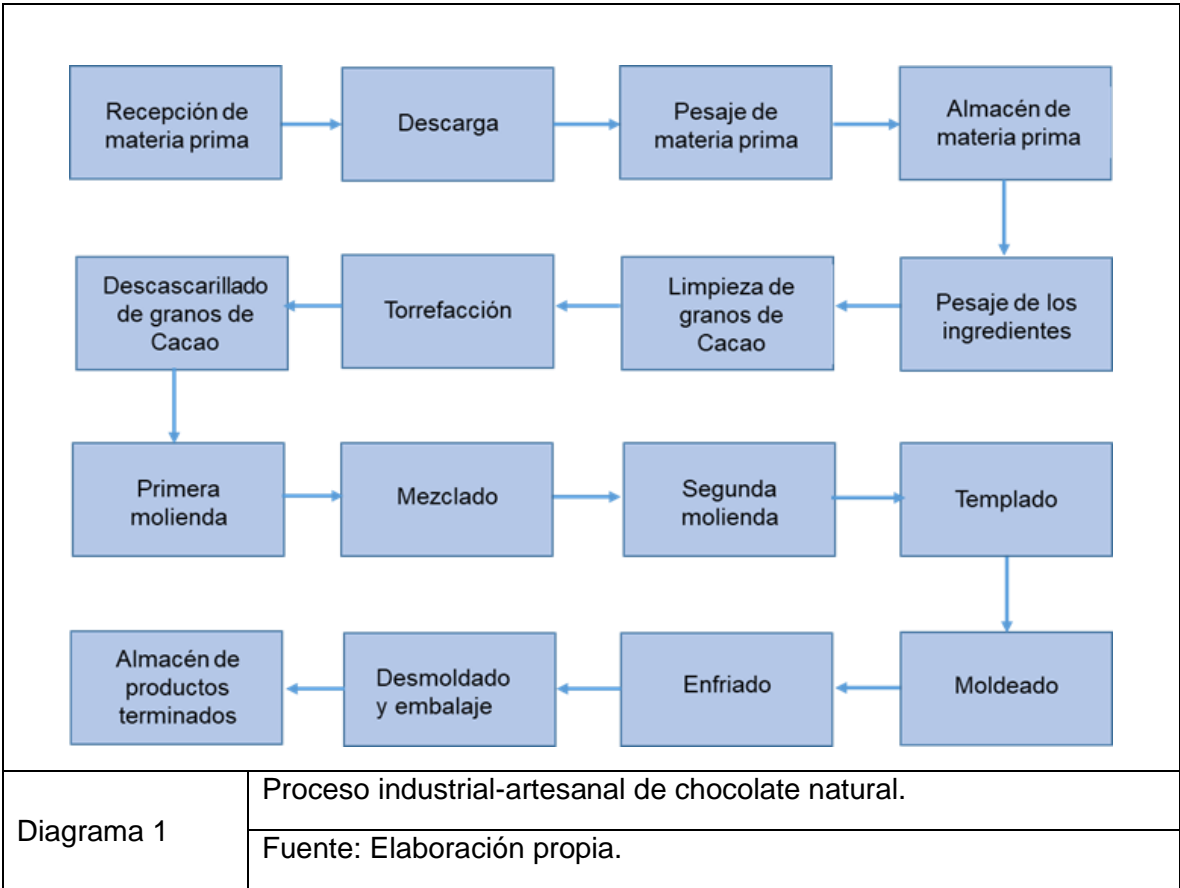 Recepción de
materia prima
Descarga
Pesaje de
materia prima
Almacén de
materia prima
Pesaje de los
ingredientes
Limpieza de
granos de
Cacao
Torrefacción
Descascarillado
de granos de
Cacao
Primera
molienda
Mezclado
Segunda
molienda
Templado
Moldeado
Enfriado
Desmoldado
y embalaje
Almacén de
productos
terminados
Diagrama 1
Proceso industrial-artesanal de chocolate natural.
Fuente: Elaboración propia.